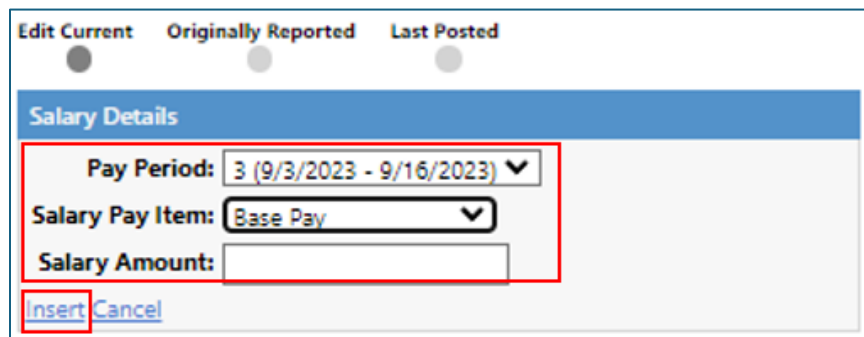 Edit Current Originally Reported Last Posted
Salary Details
Pay Period: 3 (9/3/2023 - 9/16/2023)
Salary Pay Item: Base Pay
Salary Amount:
Insert Cancel